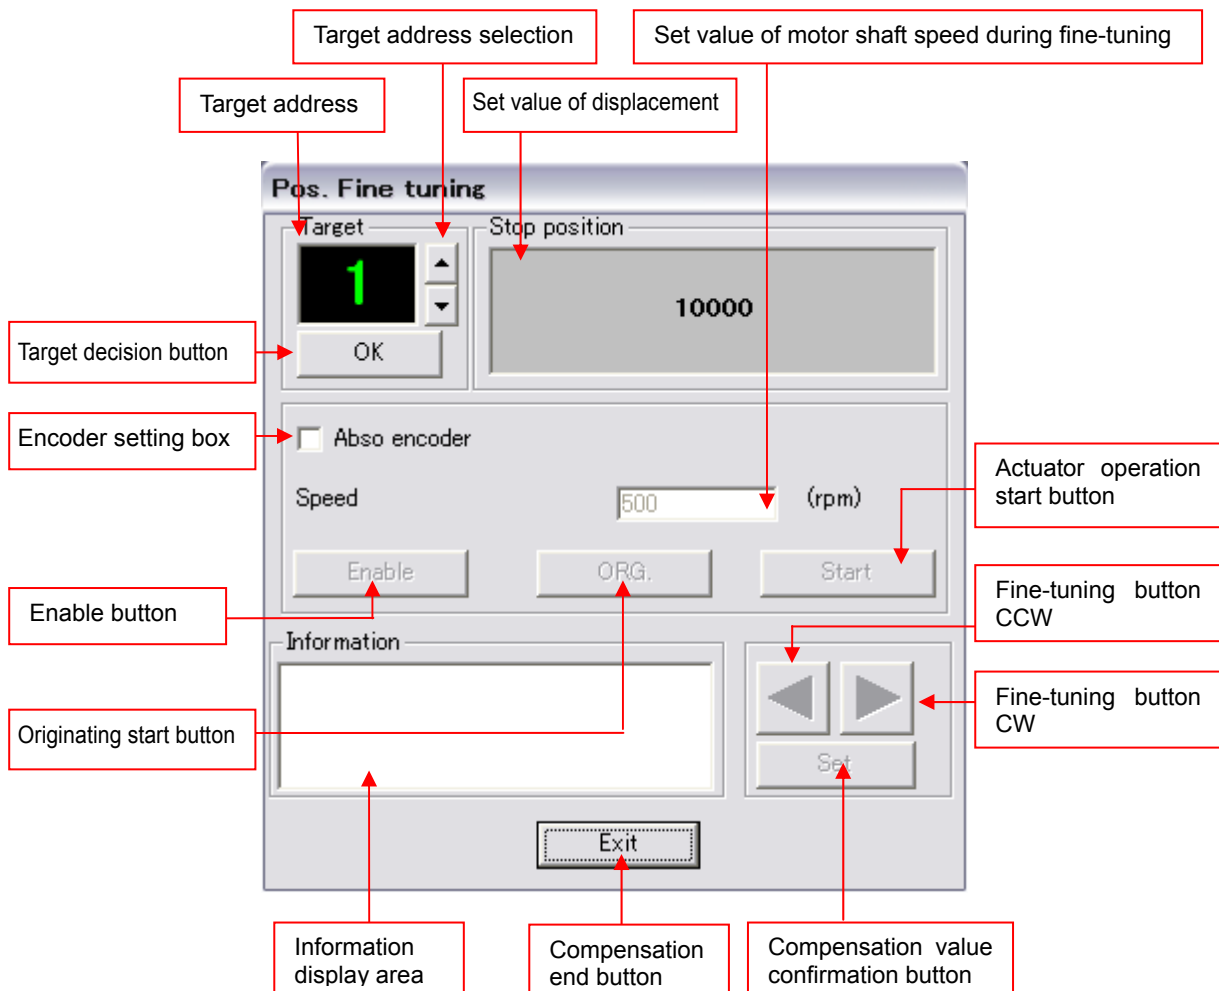 Target address selection
Set value of motor shaft speed during fine-tuning
Target address
Set value of displacement
Pos. Fine tuning
Target
Stop position
1
10000
Target decision button
OK
Encoder setting box
Abso encoder
Actuator operation
start button
Speed
500
(rpm)
Enable
ORG.
Start
Enable button
Fine-tuning button
CCW
Information
Fine-tuning button
CW
Originating start button
Set
Exit
Information
display area
Compensation
end button
Compensation value
confirmation button